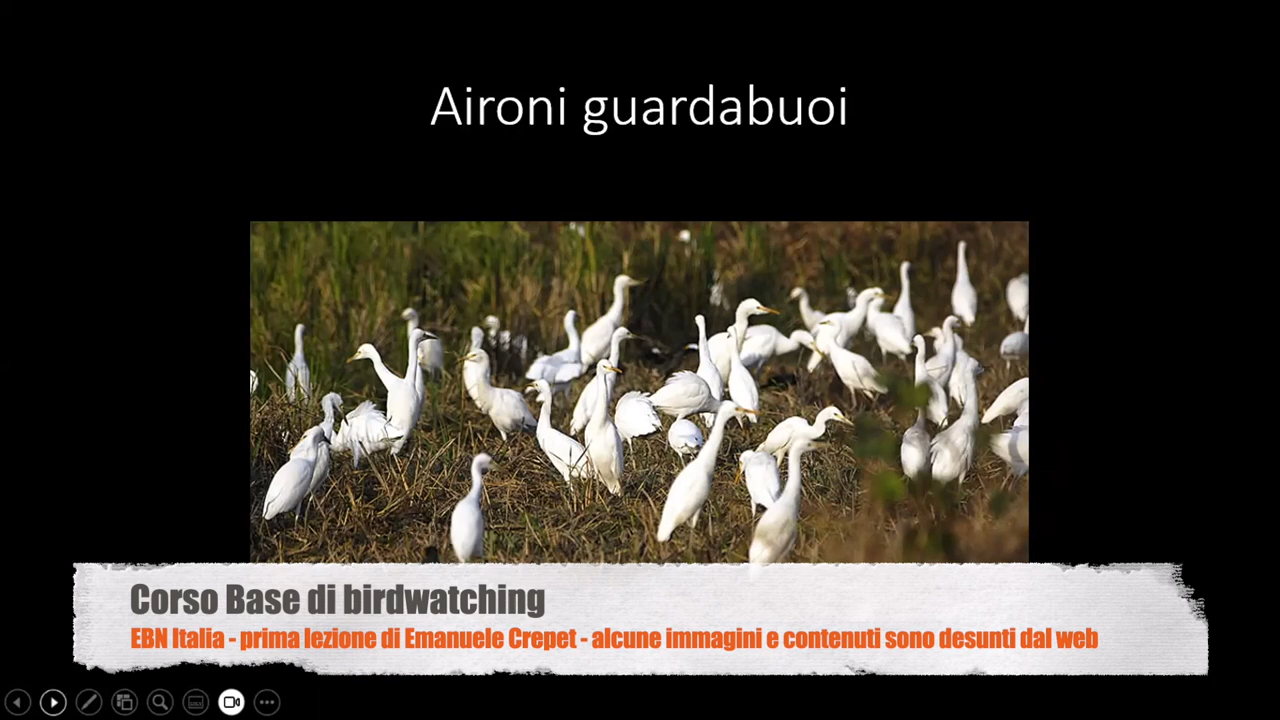 Aironi guardabuoi
Corso Base di birdwatching
EBN Italia - prima lezione di Emanuele Crepet - alcune immagini e contenuti sono desunti dal web